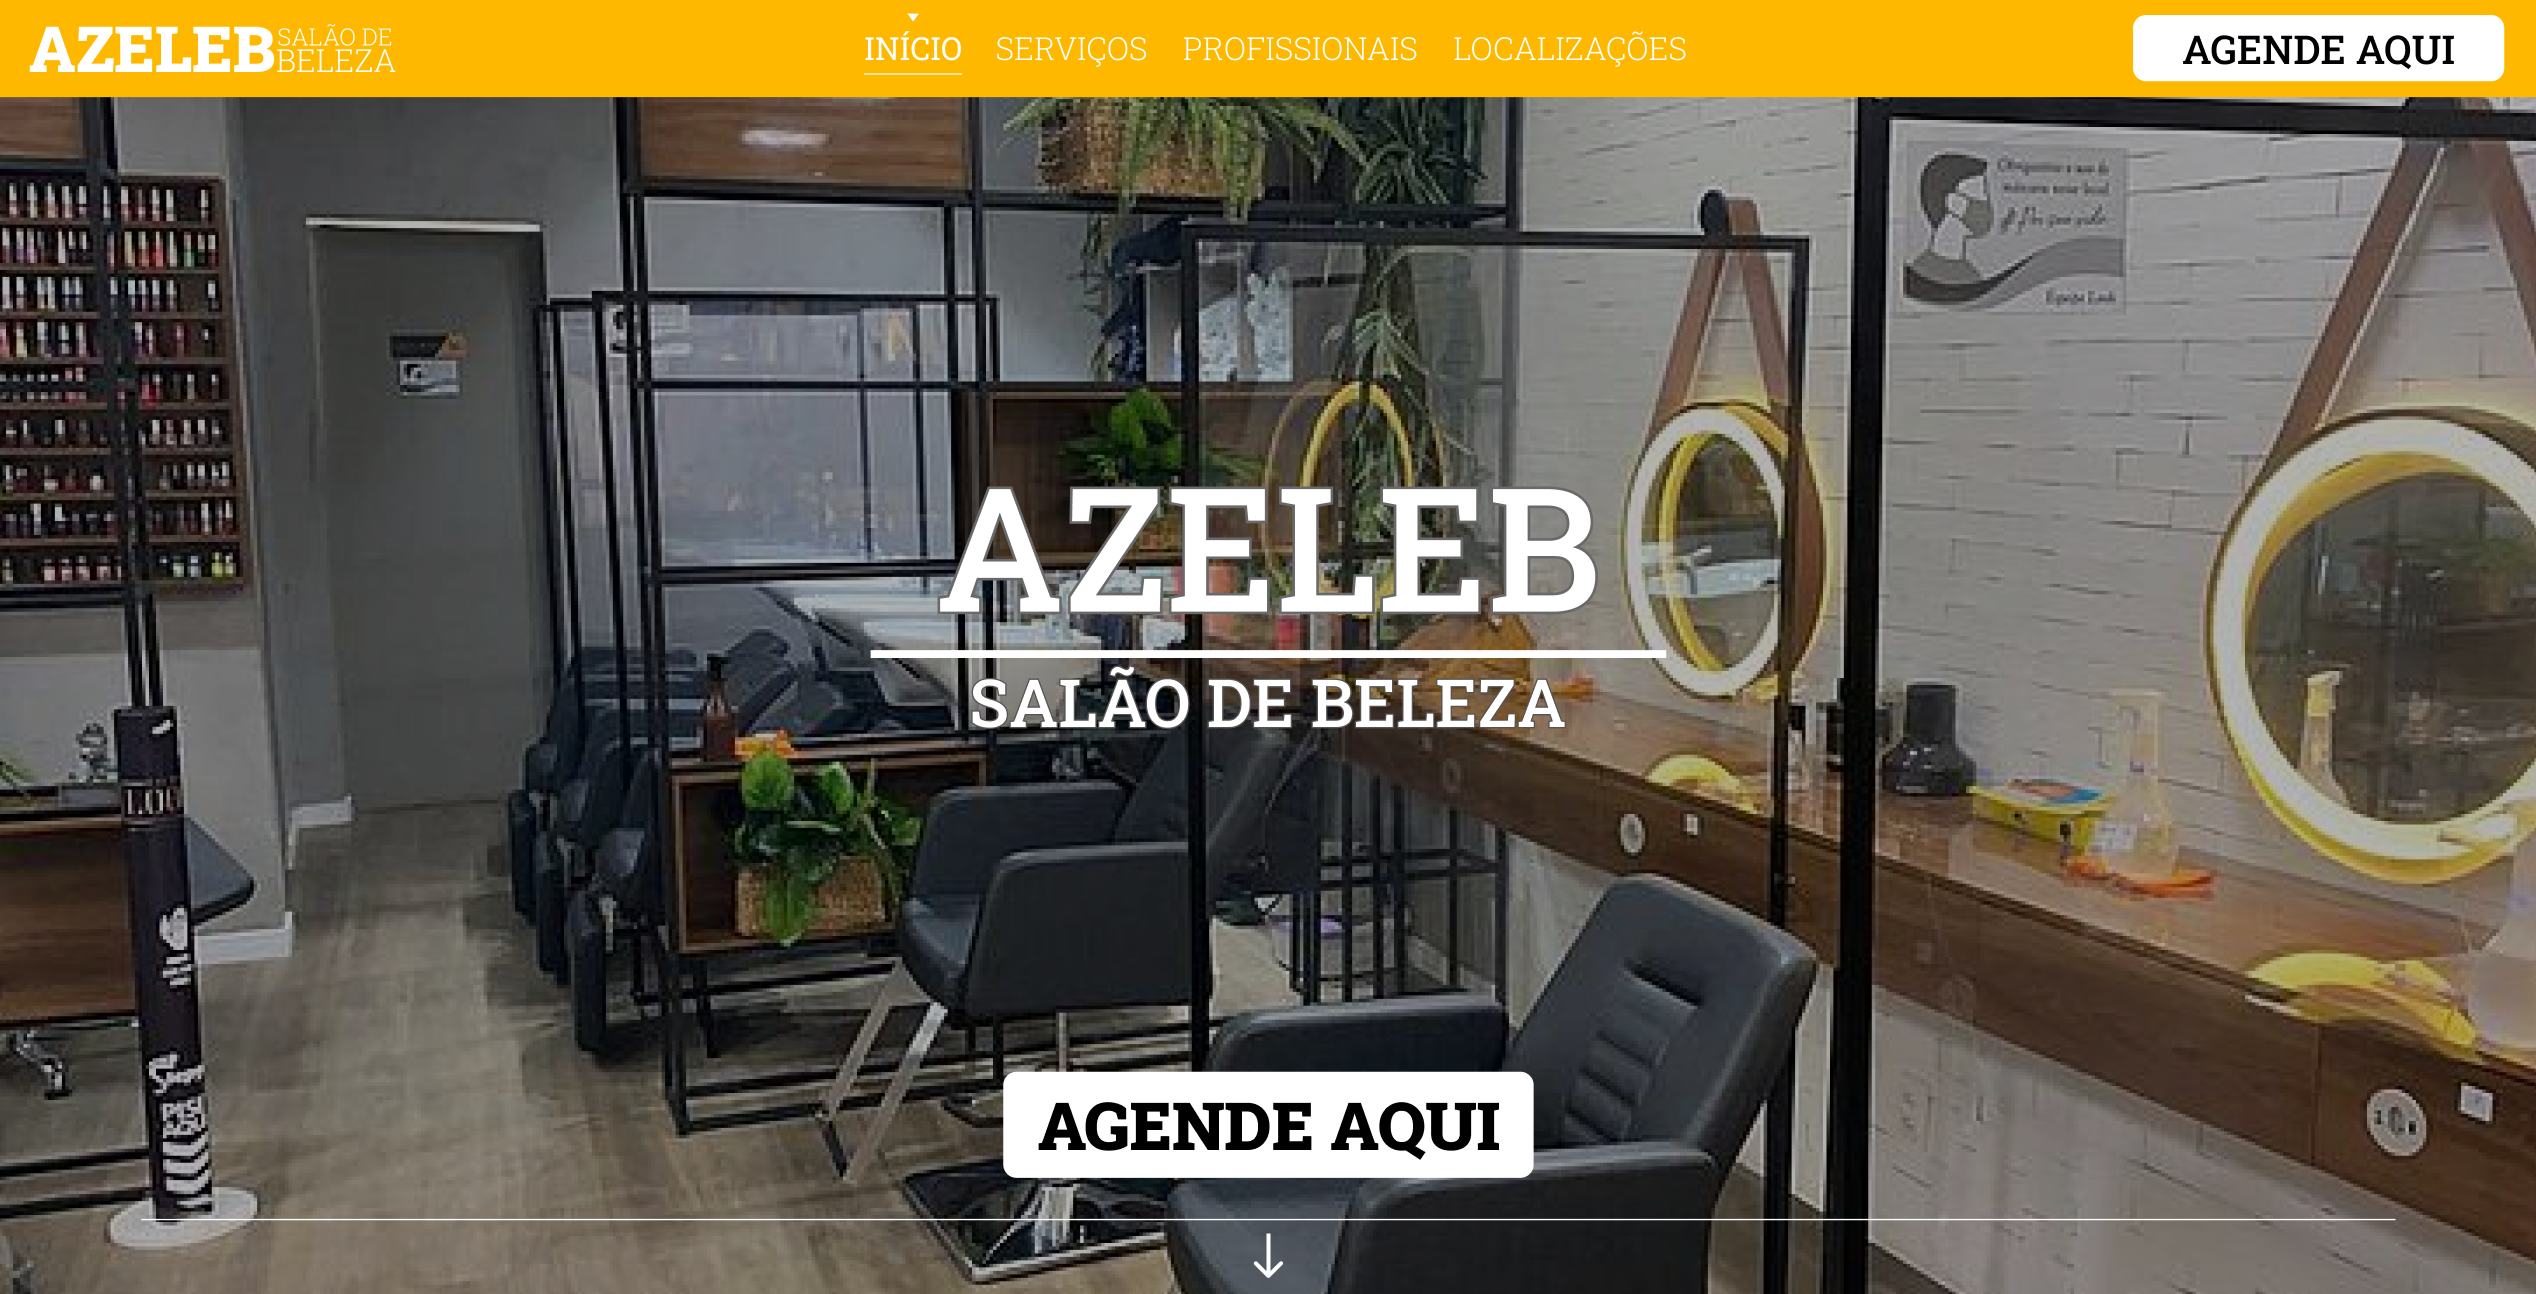 AZELEB SALÃO DE
BELEZA
INÍCIO SERVIÇOS PROFISSIONAIS LOCALIZAÇÕES
AGENDE AQUI
AZELEB
SALÃO DE BELEZA
AGENDE AQUI